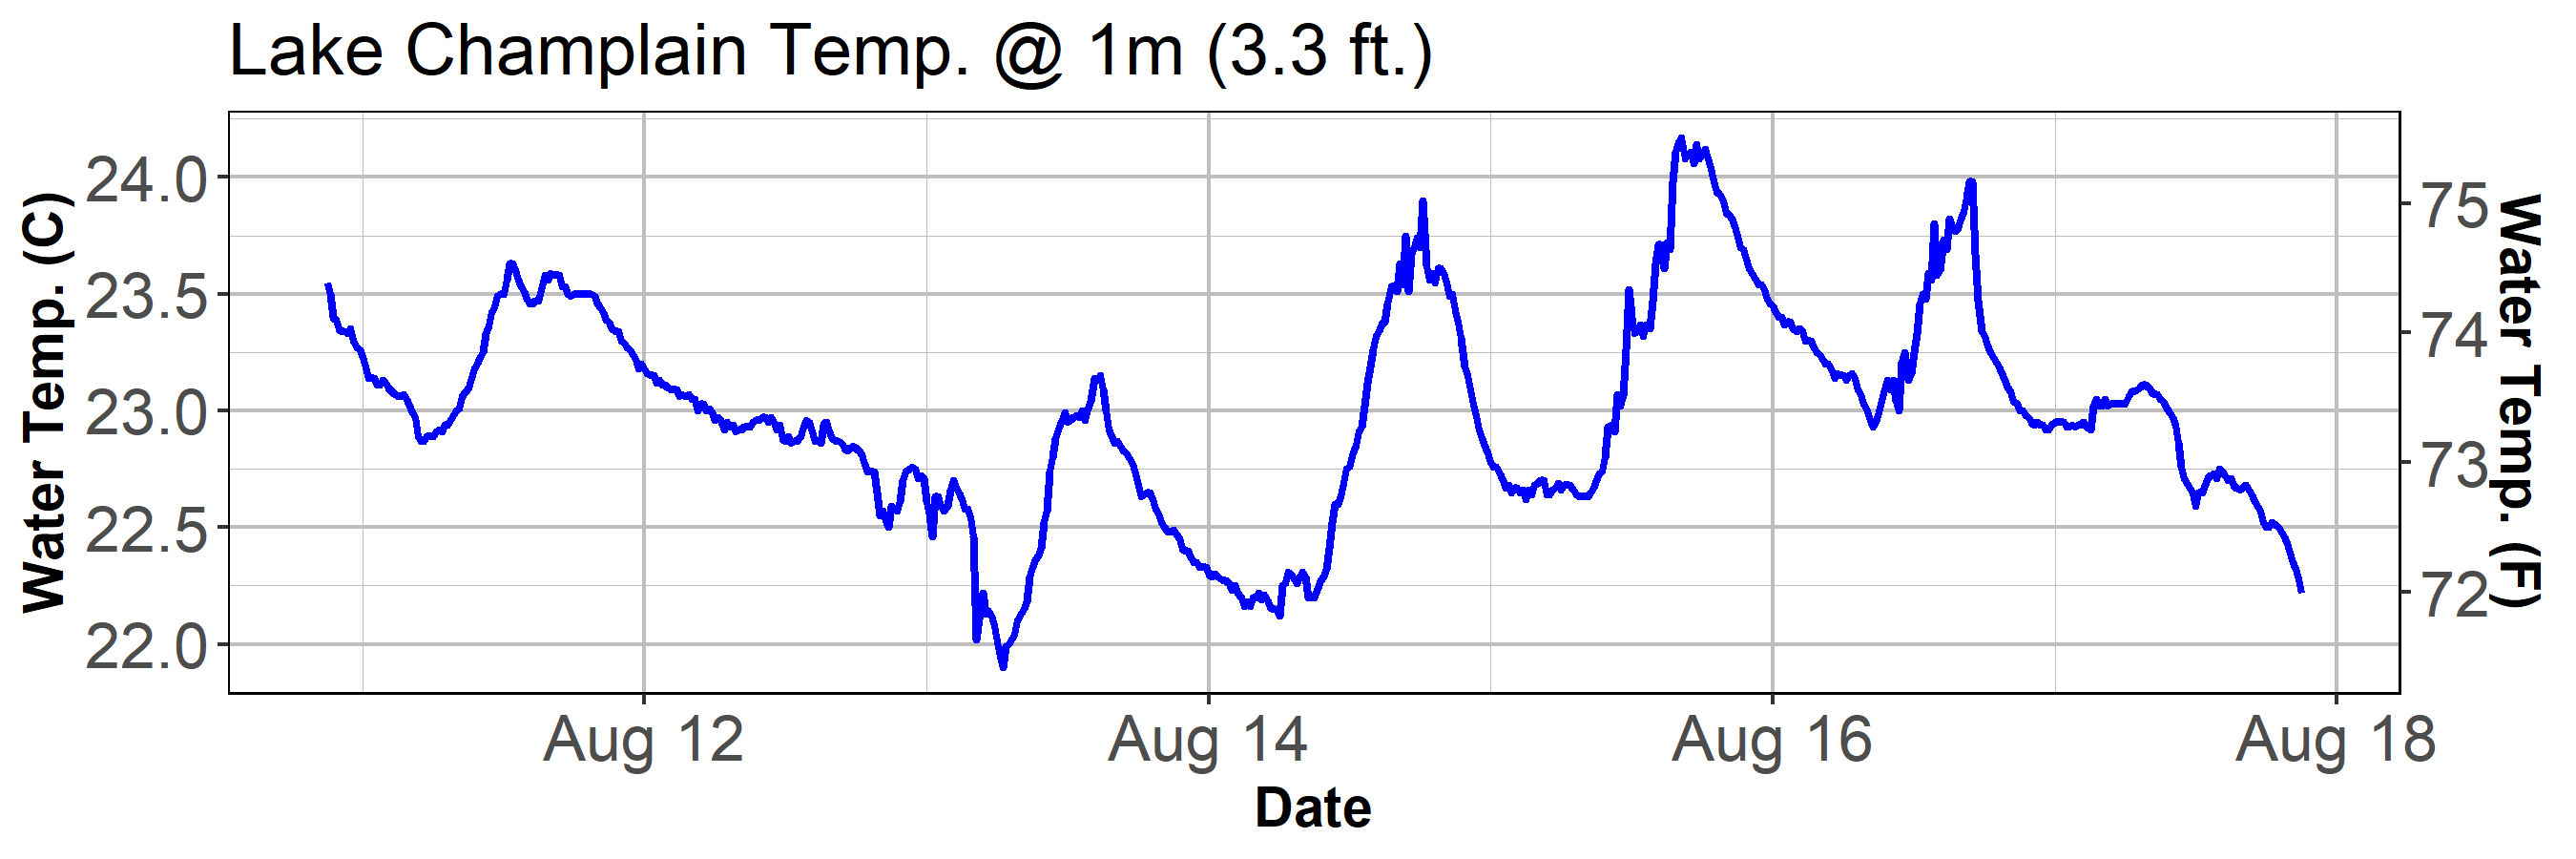 Lake Champlain Temp. @ 1m (3.3 ft.)
Water Temp. (C)
24.0
23.5
23.0
22.5
22.0
75
74
73
72
Water Temp. (F)
Aug 12
Aug 14
Aug 16
Aug 18
Date